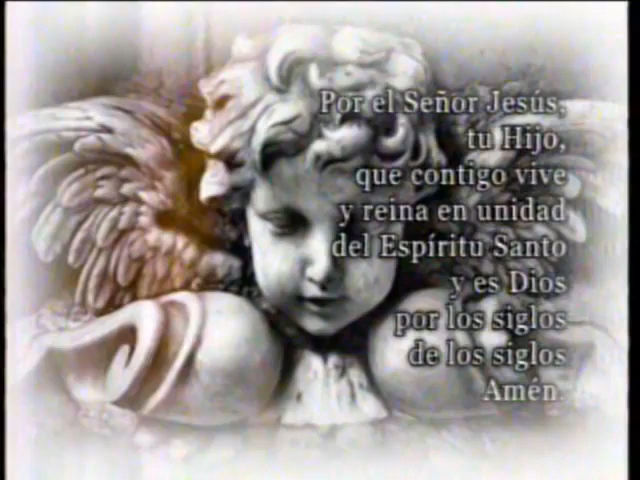 Por el Señor Jesús,
tu Hijo,
que contigo vive
y reina en unidad
del Espíritu Santo
y es Dios
por los siglos
de los siglos
Amén.